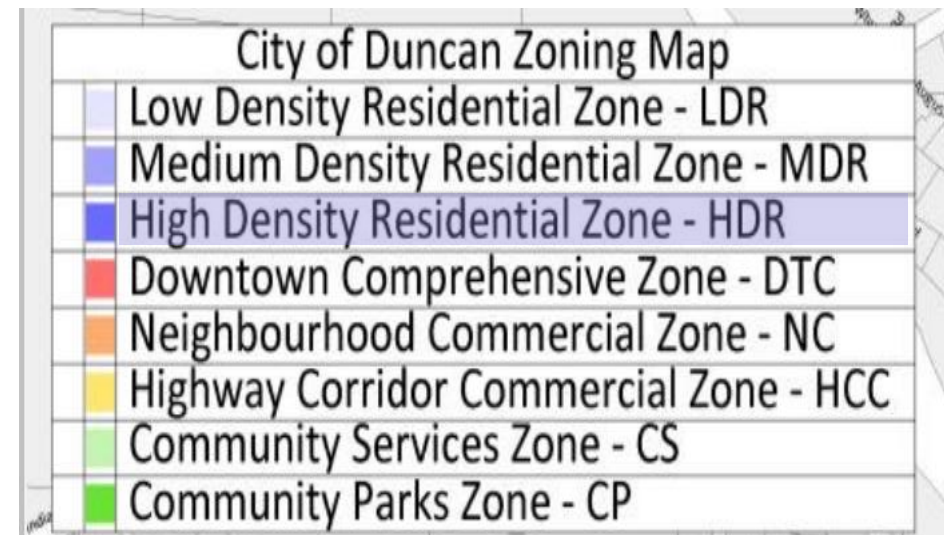 City of Duncan Zoning Map
Low Density Residential Zone - LDR
Medium Density Residential Zone - MDR
High Density Residential Zone - HDR
Downtown Comprehensive Zone - DTC
Neighbourhood Commercial Zone - NC
Highway Corridor Commercial Zone - HCC
Community Services Zone - CS
Community Parks Zone - CP